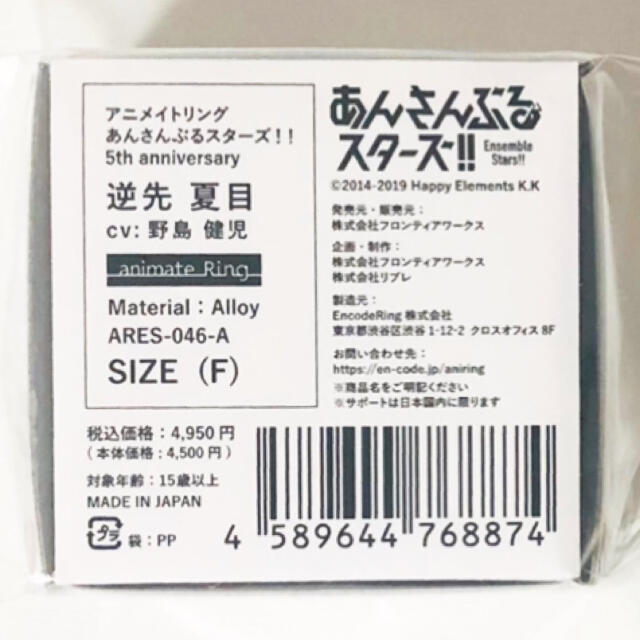 アニメイトリング
あんさんぶるスターズ！！
5th anniversary
逆先 夏目
cv: 野島 健児
animate Ring
Material：Alloy
ARES-046-A
SIZE（F）
あんさんぶる
スターズ!!
Ensemble
Stars!!
©2014-2019 Happy Elements K.K
発売元・販売元：
株式会社フロンティアワークス
企画・制作：
株式会社フロンティアワークス
株式会社リブレ
製造元：
EncodeRing 株式会社
東京都渋谷区渋谷 1-12-2 クロスオフィス 8F
お問い合わせ先：
https://en-code.jp/aniring
※商品名をご明記ください
※サポートは日本国内に限ります
税込価格：4,950 円
（本体価格：4,500 円）
対象年齢：15歳以上
MADE IN JAPAN
プラ 袋：PP
4 589644 768874